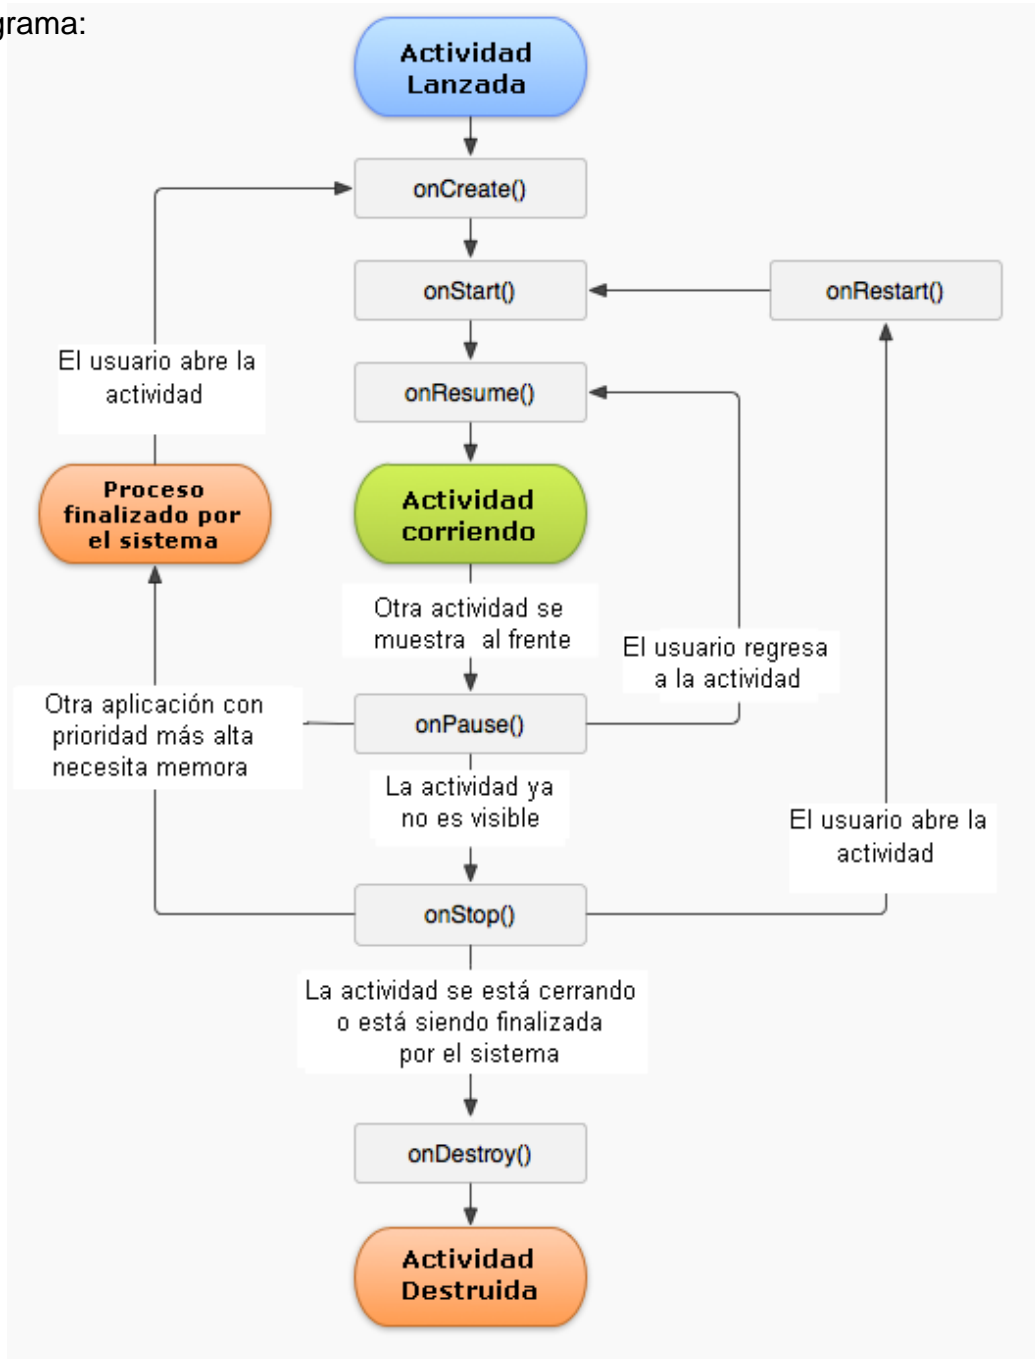 grama:
Actividad
Lanzada
onCreate()
onStart()
onRestart()
El usuario abre la
actividad
onResume()
Proceso
finalizado por
el sistema
Actividad
corriendo
Otra actividad se
muestra al frente
El usuario regresa
a la actividad
Otra aplicación con
prioridad más alta
necesita memora
onPause()
La actividad ya
no es visible
El usuario abre la
actividad
onStop()
La actividad se está cerrando
o está siendo finalizada
por el sistema
onDestroy()
Actividad
Destruida